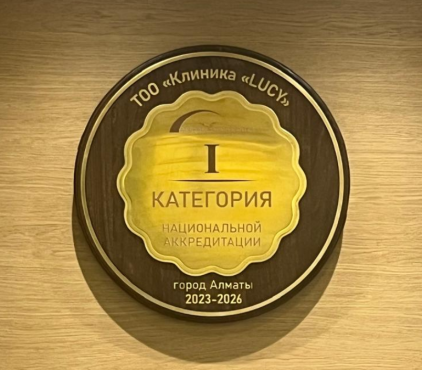 ТОО «Клиника «LUCY»
I
КАТЕГОРИЯ
НАЦИОНАЛЬНОЙ
АККРЕДИТАЦИИ
город Алматы
2023-2026